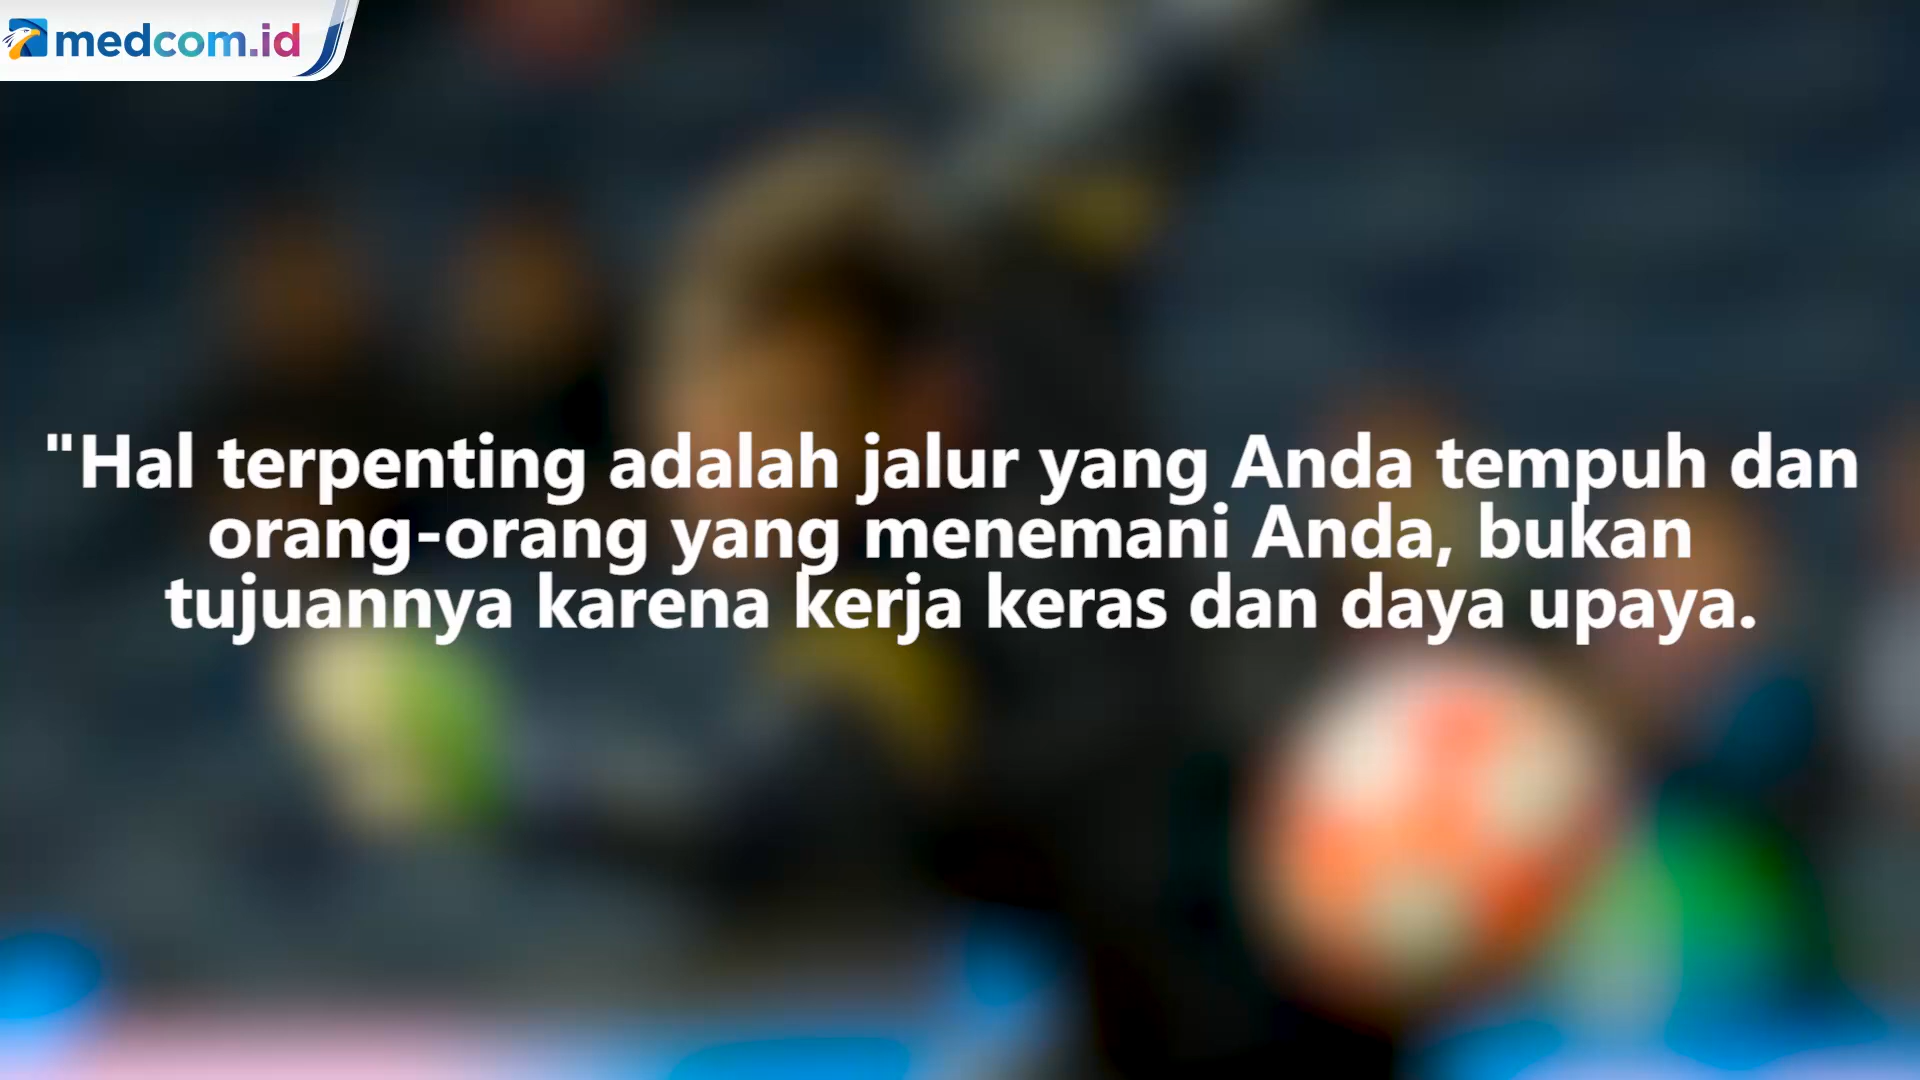 medcom.id
"Hal terpenting adalah jalur yang Anda tempuh dan
orang-orang yang menemani Anda, bukan
tujuannya karena kerja keras dan daya upaya.